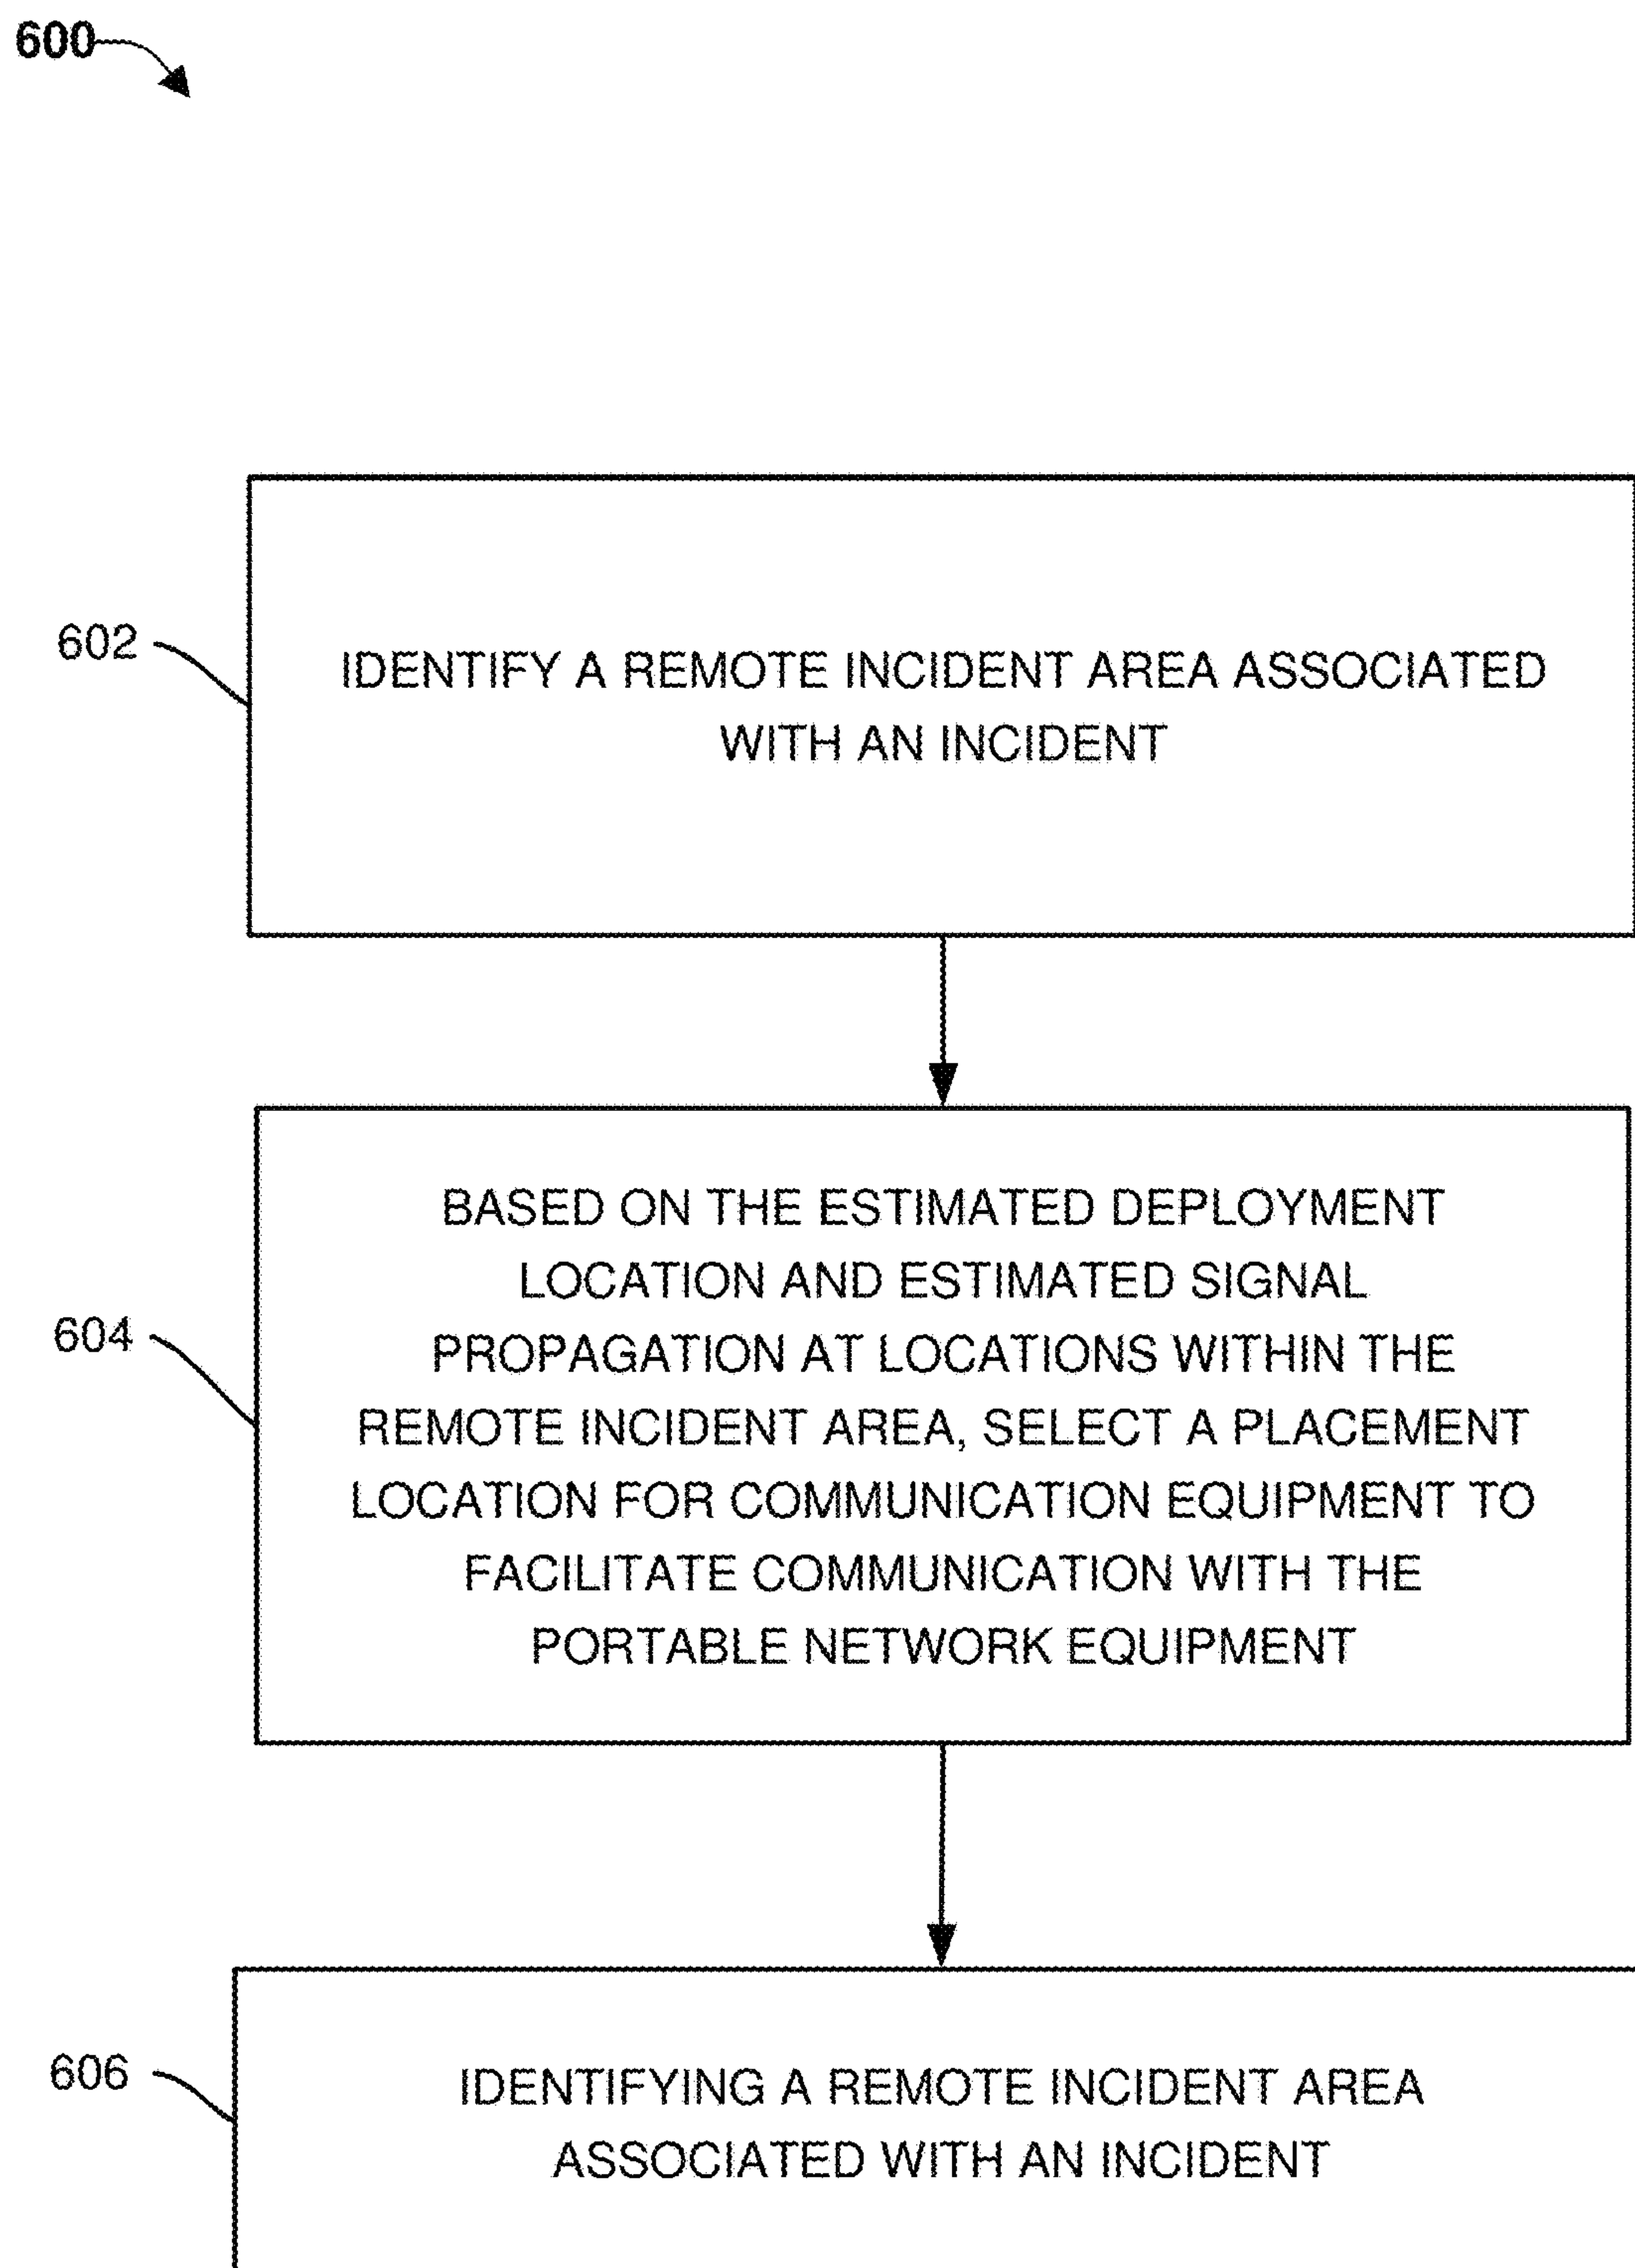 600
602
IDENTIFY A REMOTE INCIDENT AREA ASSOCIATED
WITH AN INCIDENT
604
BASED ON THE ESTIMATED DEPLOYMENT
LOCATION AND ESTIMATED SIGNAL
PROPAGATION AT LOCATIONS WITHIN THE
REMOTE INCIDENT AREA, SELECT A PLACEMENT
LOCATION FOR COMMUNICATION EQUIPMENT TO
FACILITATE COMMUNICATION WITH THE
PORTABLE NETWORK EQUIPMENT
606
IDENTIFYING A REMOTE INCIDENT AREA
ASSOCIATED WITH AN INCIDENT